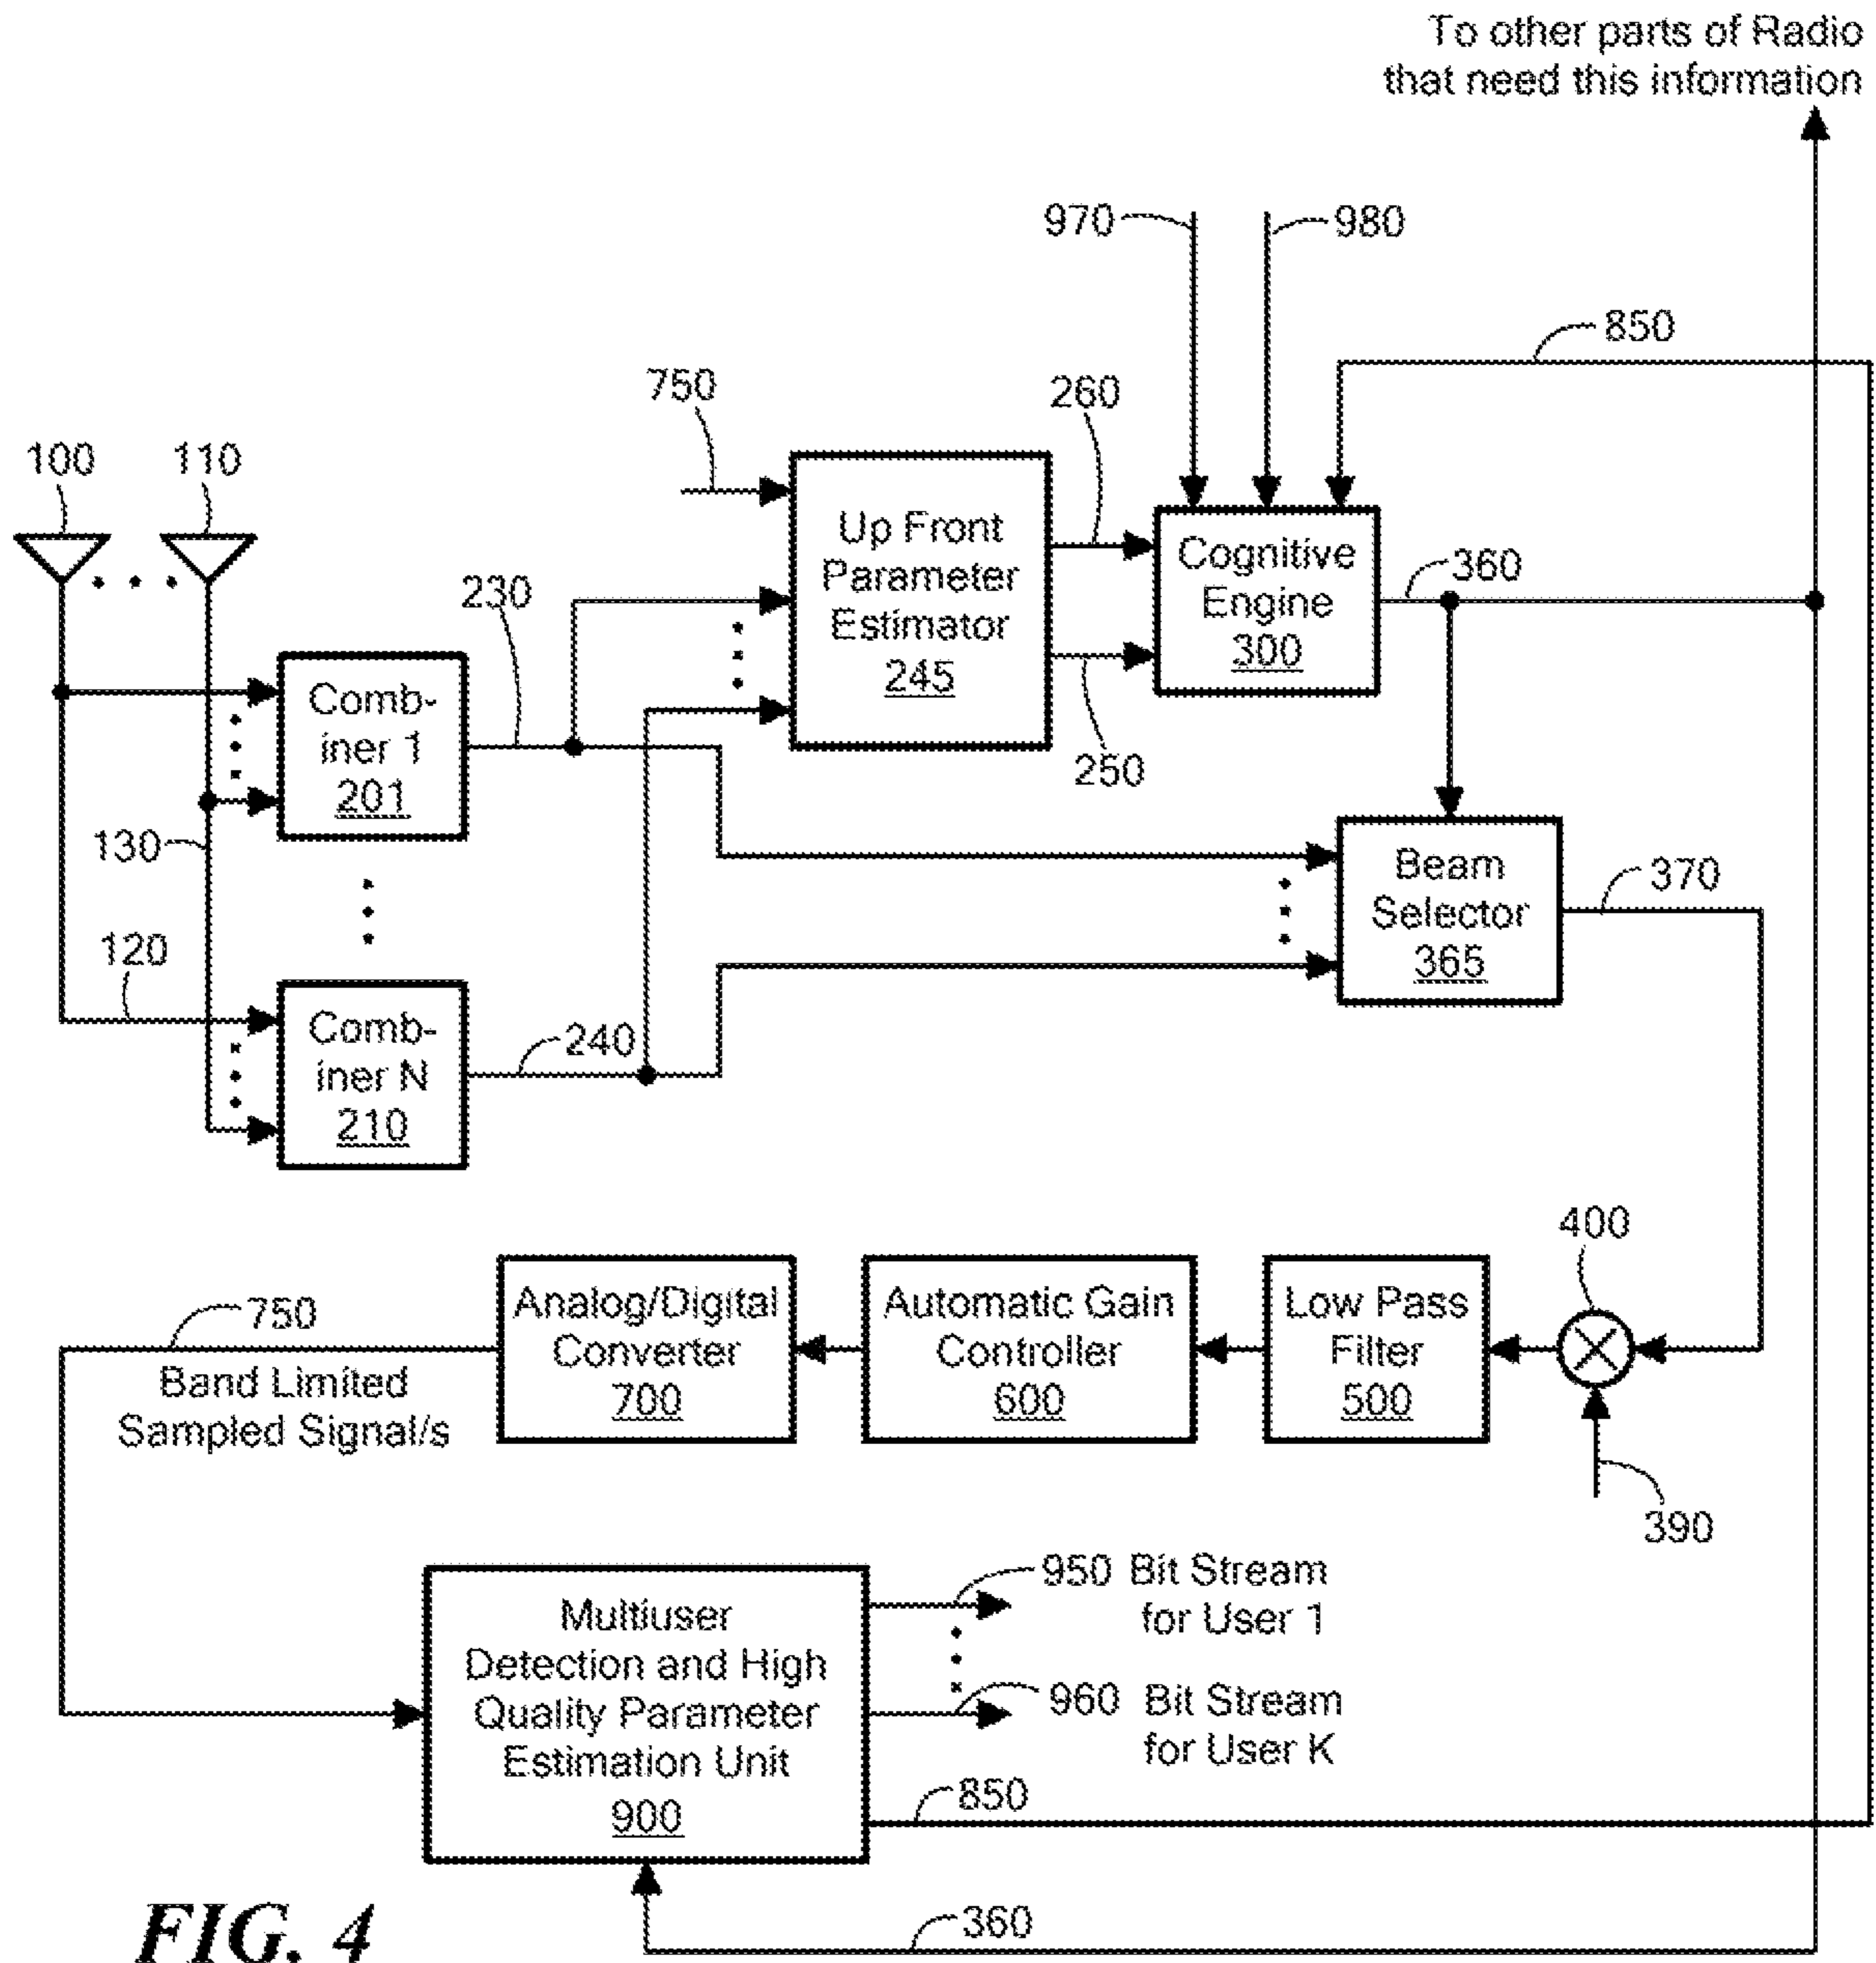 To other parts of Radio
that need this information
970
980
850
750
260
100
110
Up Front
Parameter
Estimator
245
Cognitive
Engine
300
360
230
250
Comb-
iner 1
201
130
Beam
Selector
365
370
120
Comb-
iner N
210
240
400
Analog/Digital
Converter
700
Automatic Gain
Controller
600
Low Pass
Filter
500
750
Band Limited
Sampled Signal/s
390
Multiuser
Detection and High
Quality Parameter
Estimation Unit
900
950 Bit Stream
for User 1
960 Bit Stream
for User K
850
360
FIG. 4